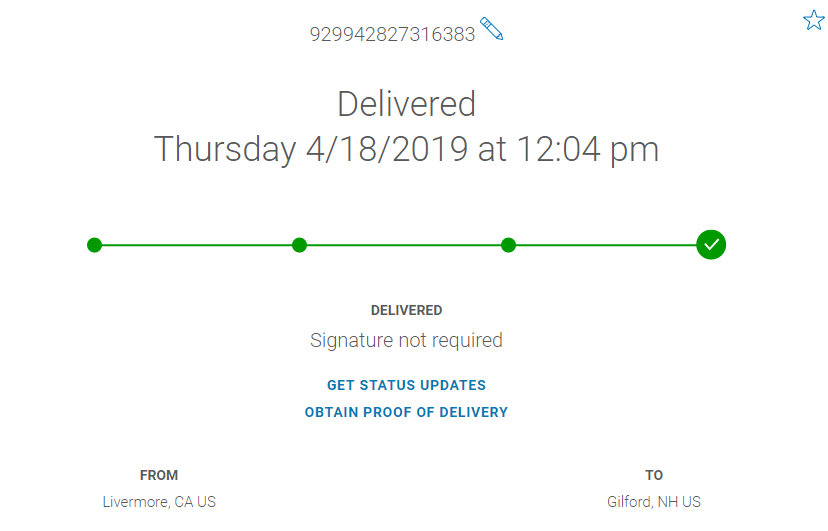 929942827316383
Delivered
Thursday 4/18/2019 at 12:04 pm
DELIVERED
Signature not required
GET STATUS UPDATES
OBTAIN PROOF OF DELIVERY
FROM
Livermore, CA US
TO
Gilford, NH US